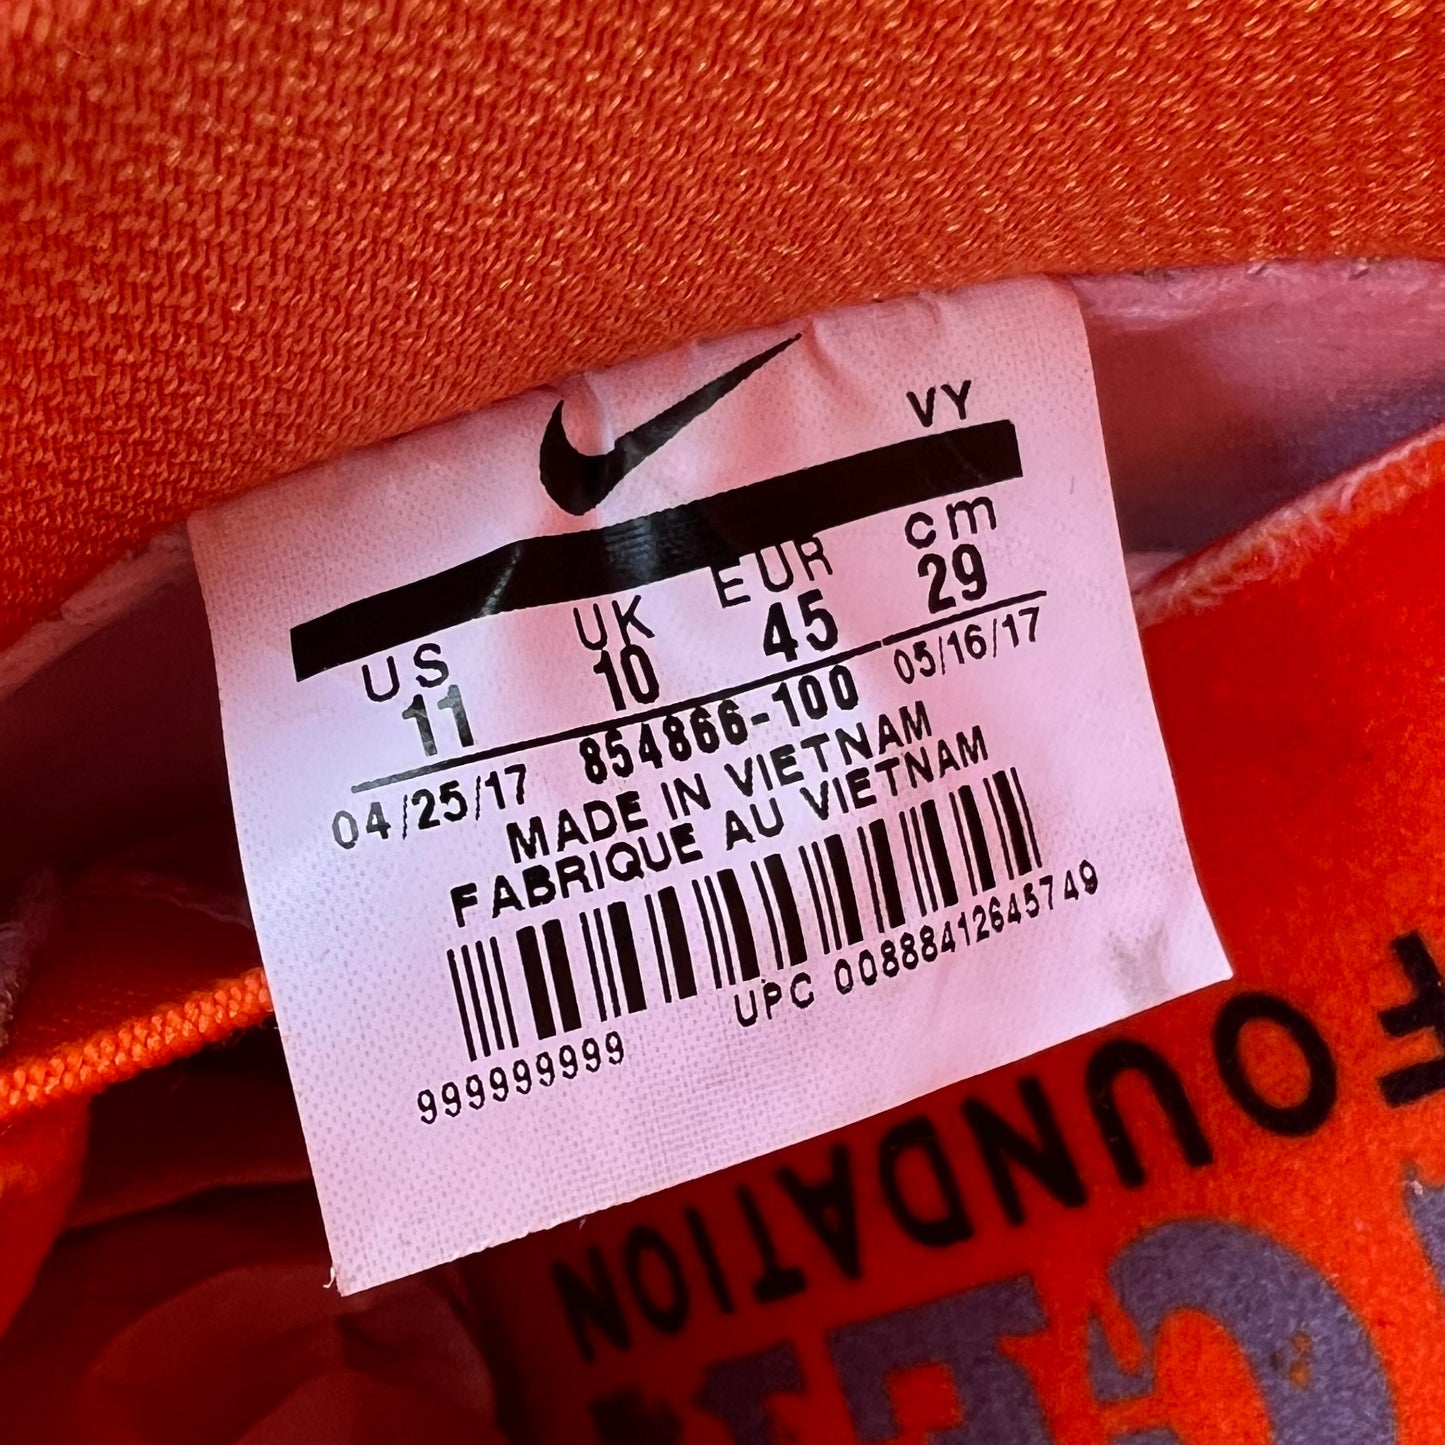 VY
US UK EUR cm
11 10 45 29
04/25/17 854866-100 05/16/17
MADE IN VIETNAM
FABRIQUE AU VIETNAM
999999999 UPC 00888412645749
FOUNDATION